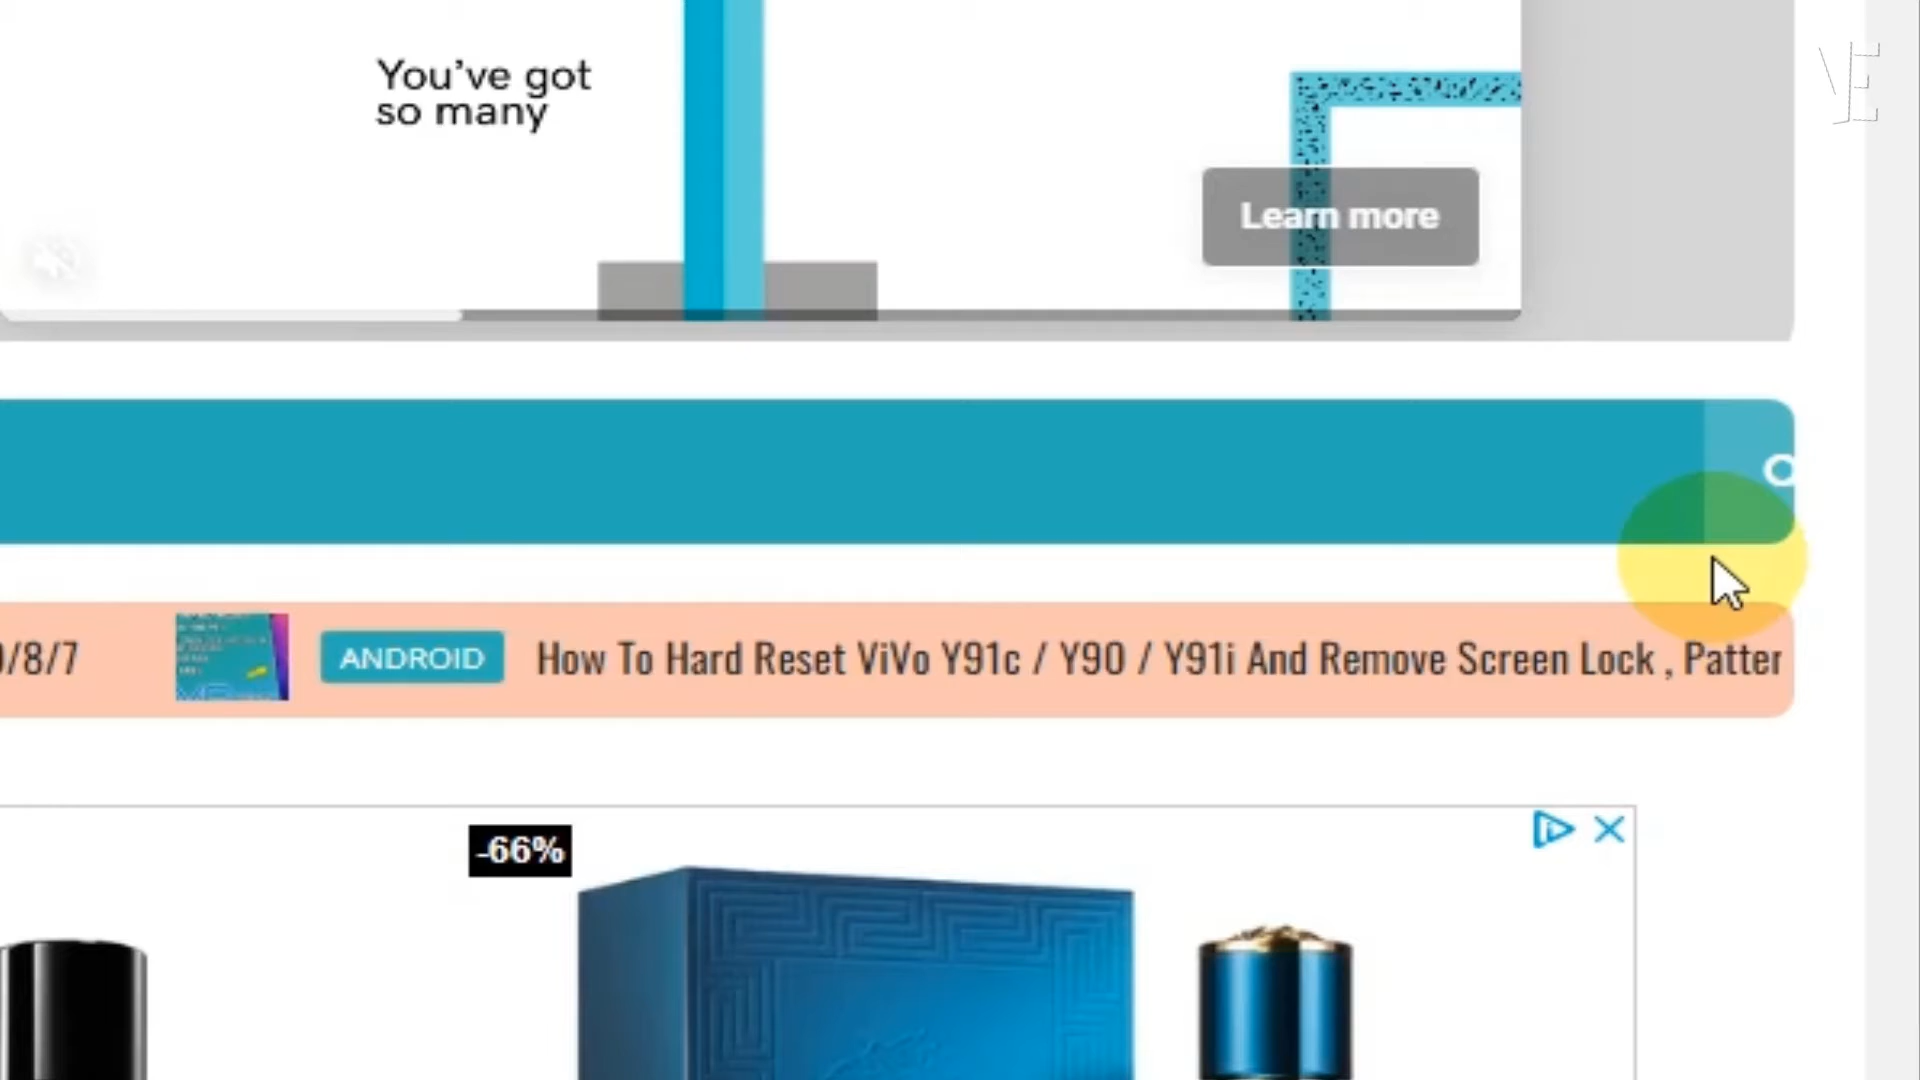 You've got
so many
Learn more
/8/7
ANDROID
How To Hard Reset ViVo Y91c / Y90 / Y91i And Remove Screen Lock , Patter
-66%